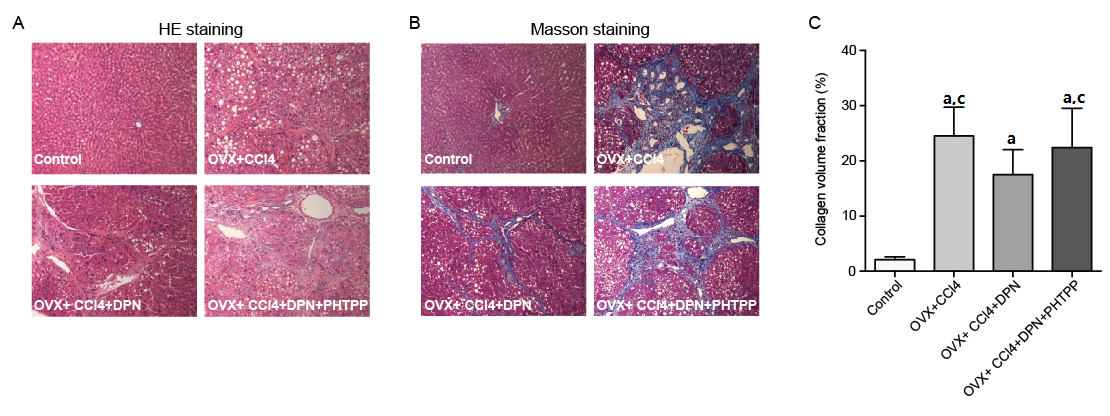 A
HE staining
Control
OVX+CCl4
OVX+ CCl4+DPN
OVX+ CCl4+DPN+PHTPP
B
Masson staining
Control
OVX+CCl4
OVX+ CCl4+DPN
OVX+ CCl4+DPN+PHTPP
C
Collagen volume fraction (%)
40
30
20
10
0
a,c
a
a,c
Control
OVX+CCl4
OVX+ CCl4+DPN
OVX+ CCl4+DPN+PHTPP